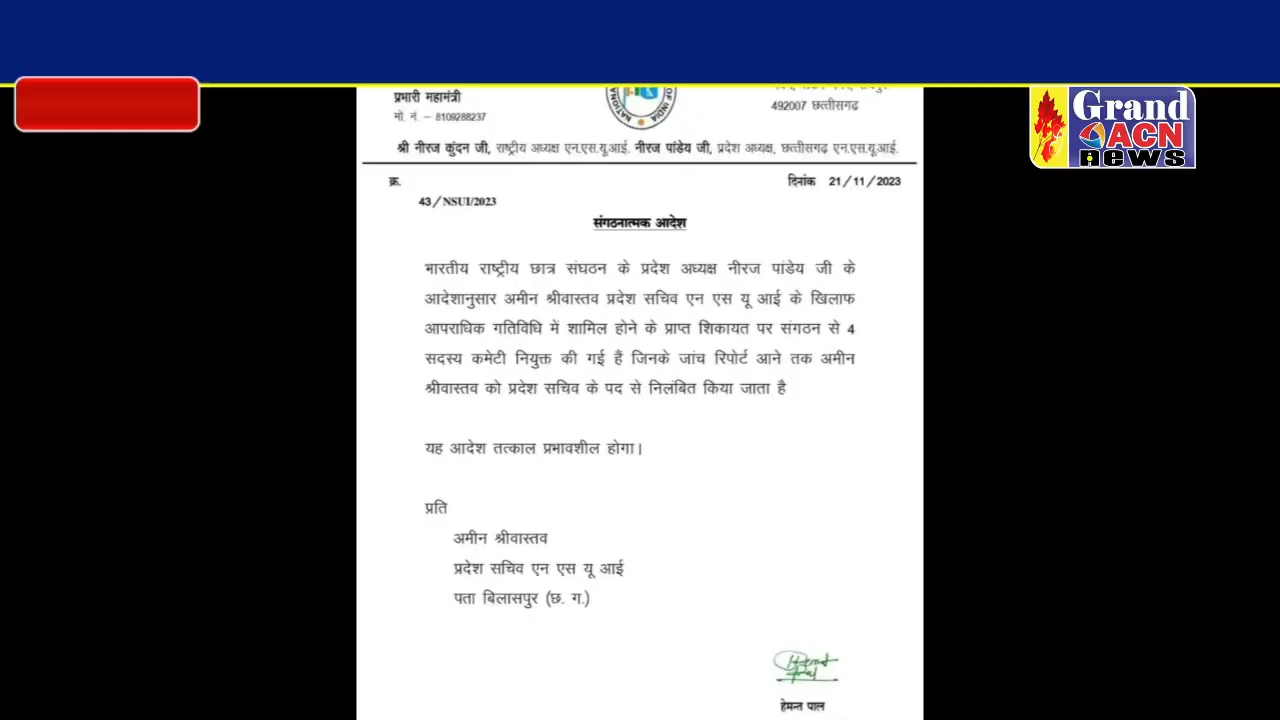 प्रभारी महामंत्री
मो. नं. – 8109288237
NATIONAL
OF INDIA
492007 छत्तीसगढ़
श्री नीरज कुंदन जी, राष्ट्रीय अध्यक्ष एन.एस.यू.आई. नीरज पांडेय जी, प्रदेश अध्यक्ष, छत्तीसगढ़ एन.एस.यू.आई.
क्र.
दिनांक 21/11/2023
43/NSUI/2023
संगठनात्मक आदेश
भारतीय राष्ट्रीय छात्र संघठन के प्रदेश अध्यक्ष नीरज पांडेय जी के
आदेशानुसार अमीन श्रीवास्तव प्रदेश सचिव एन एस यू आई के खिलाफ
आपराधिक गतिविधि में शामिल होने के प्राप्त शिकायत पर संगठन से 4
सदस्य कमेटी नियुक्त की गई हैं जिनके जांच रिपोर्ट आने तक अमीन
श्रीवास्तव को प्रदेश सचिव के पद से निलंबित किया जाता है
यह आदेश तत्काल प्रभावशील होगा।
प्रति
अमीन श्रीवास्तव
प्रदेश सचिव एन एस यू आई
पता बिलासपुर (छ. ग.)
Hemant
हेमन्त पाल
Grand
ACN
news